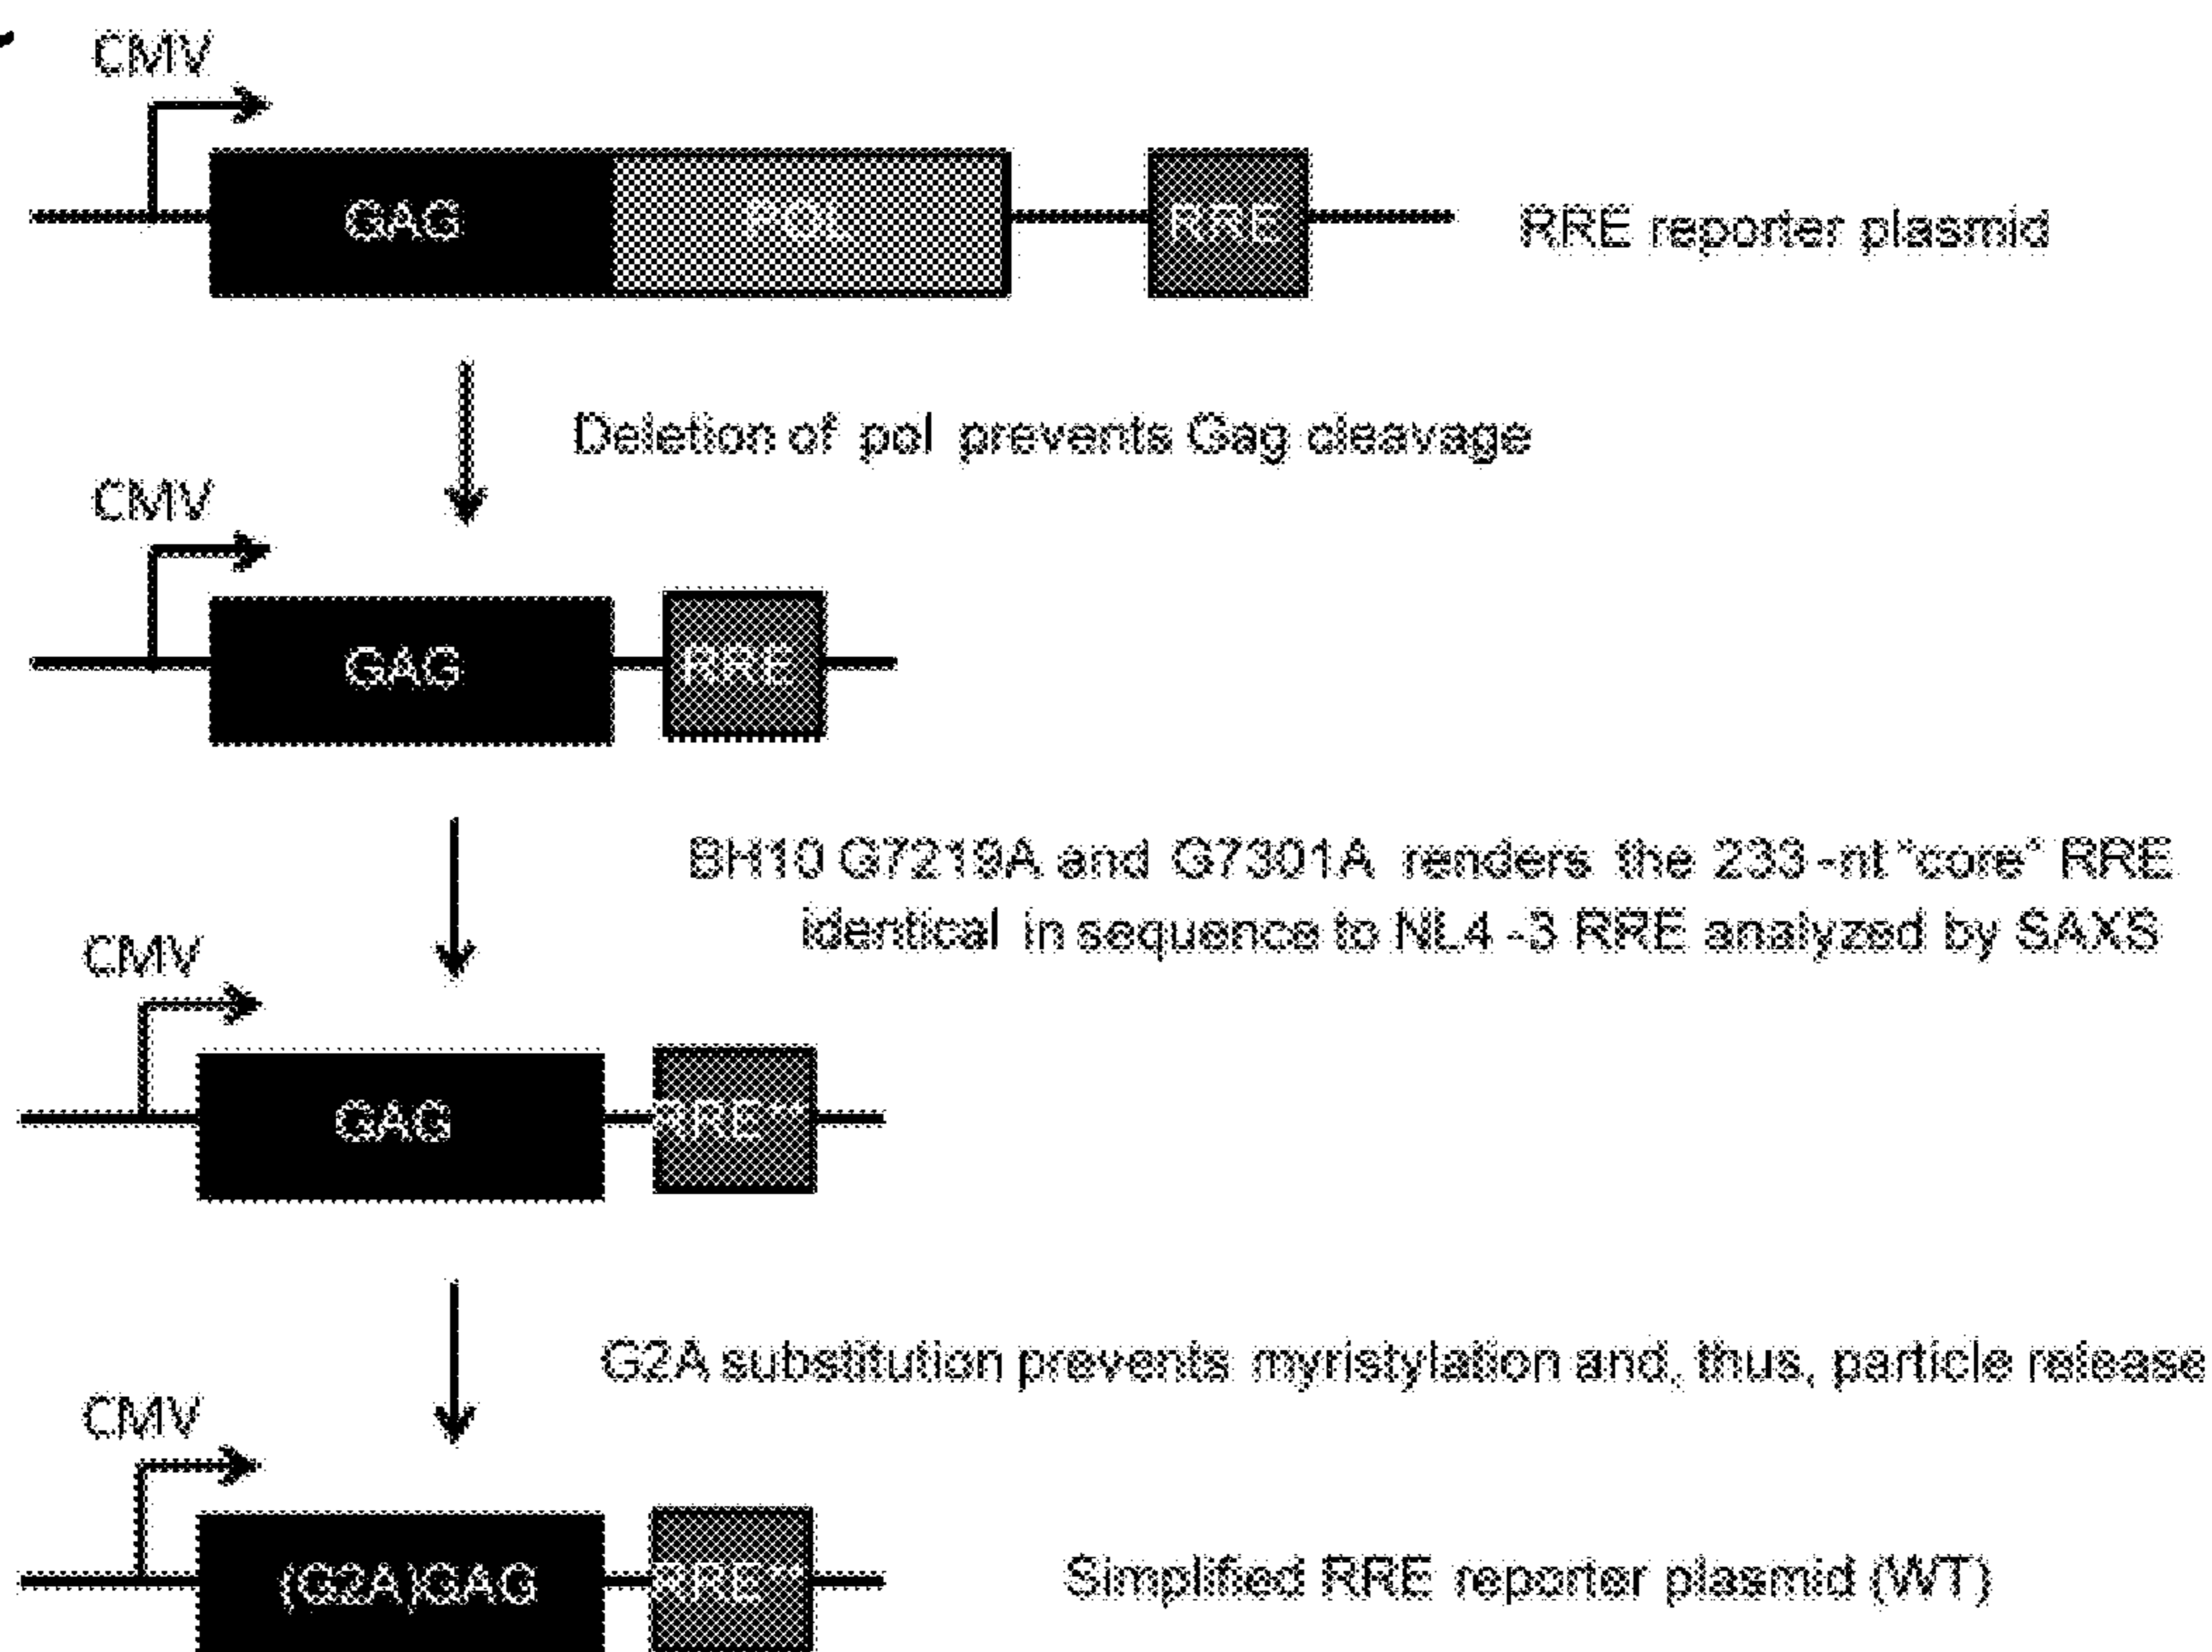 CMV
GAG POL RRE RRE reporter plasmid
Deletion of pol prevents Gag cleavage
CMV
GAG RRE
BH10 G7219A and G7301A renders the 233-nt "core" RRE
identical in sequence to NL4-3 RRE analyzed by SAXS
CMV
GAG RRE**
G2A substitution prevents myristylation and, thus, particle release
CMV
(G2A)GAG RRE** Simplified RRE reporter plasmid (WT)